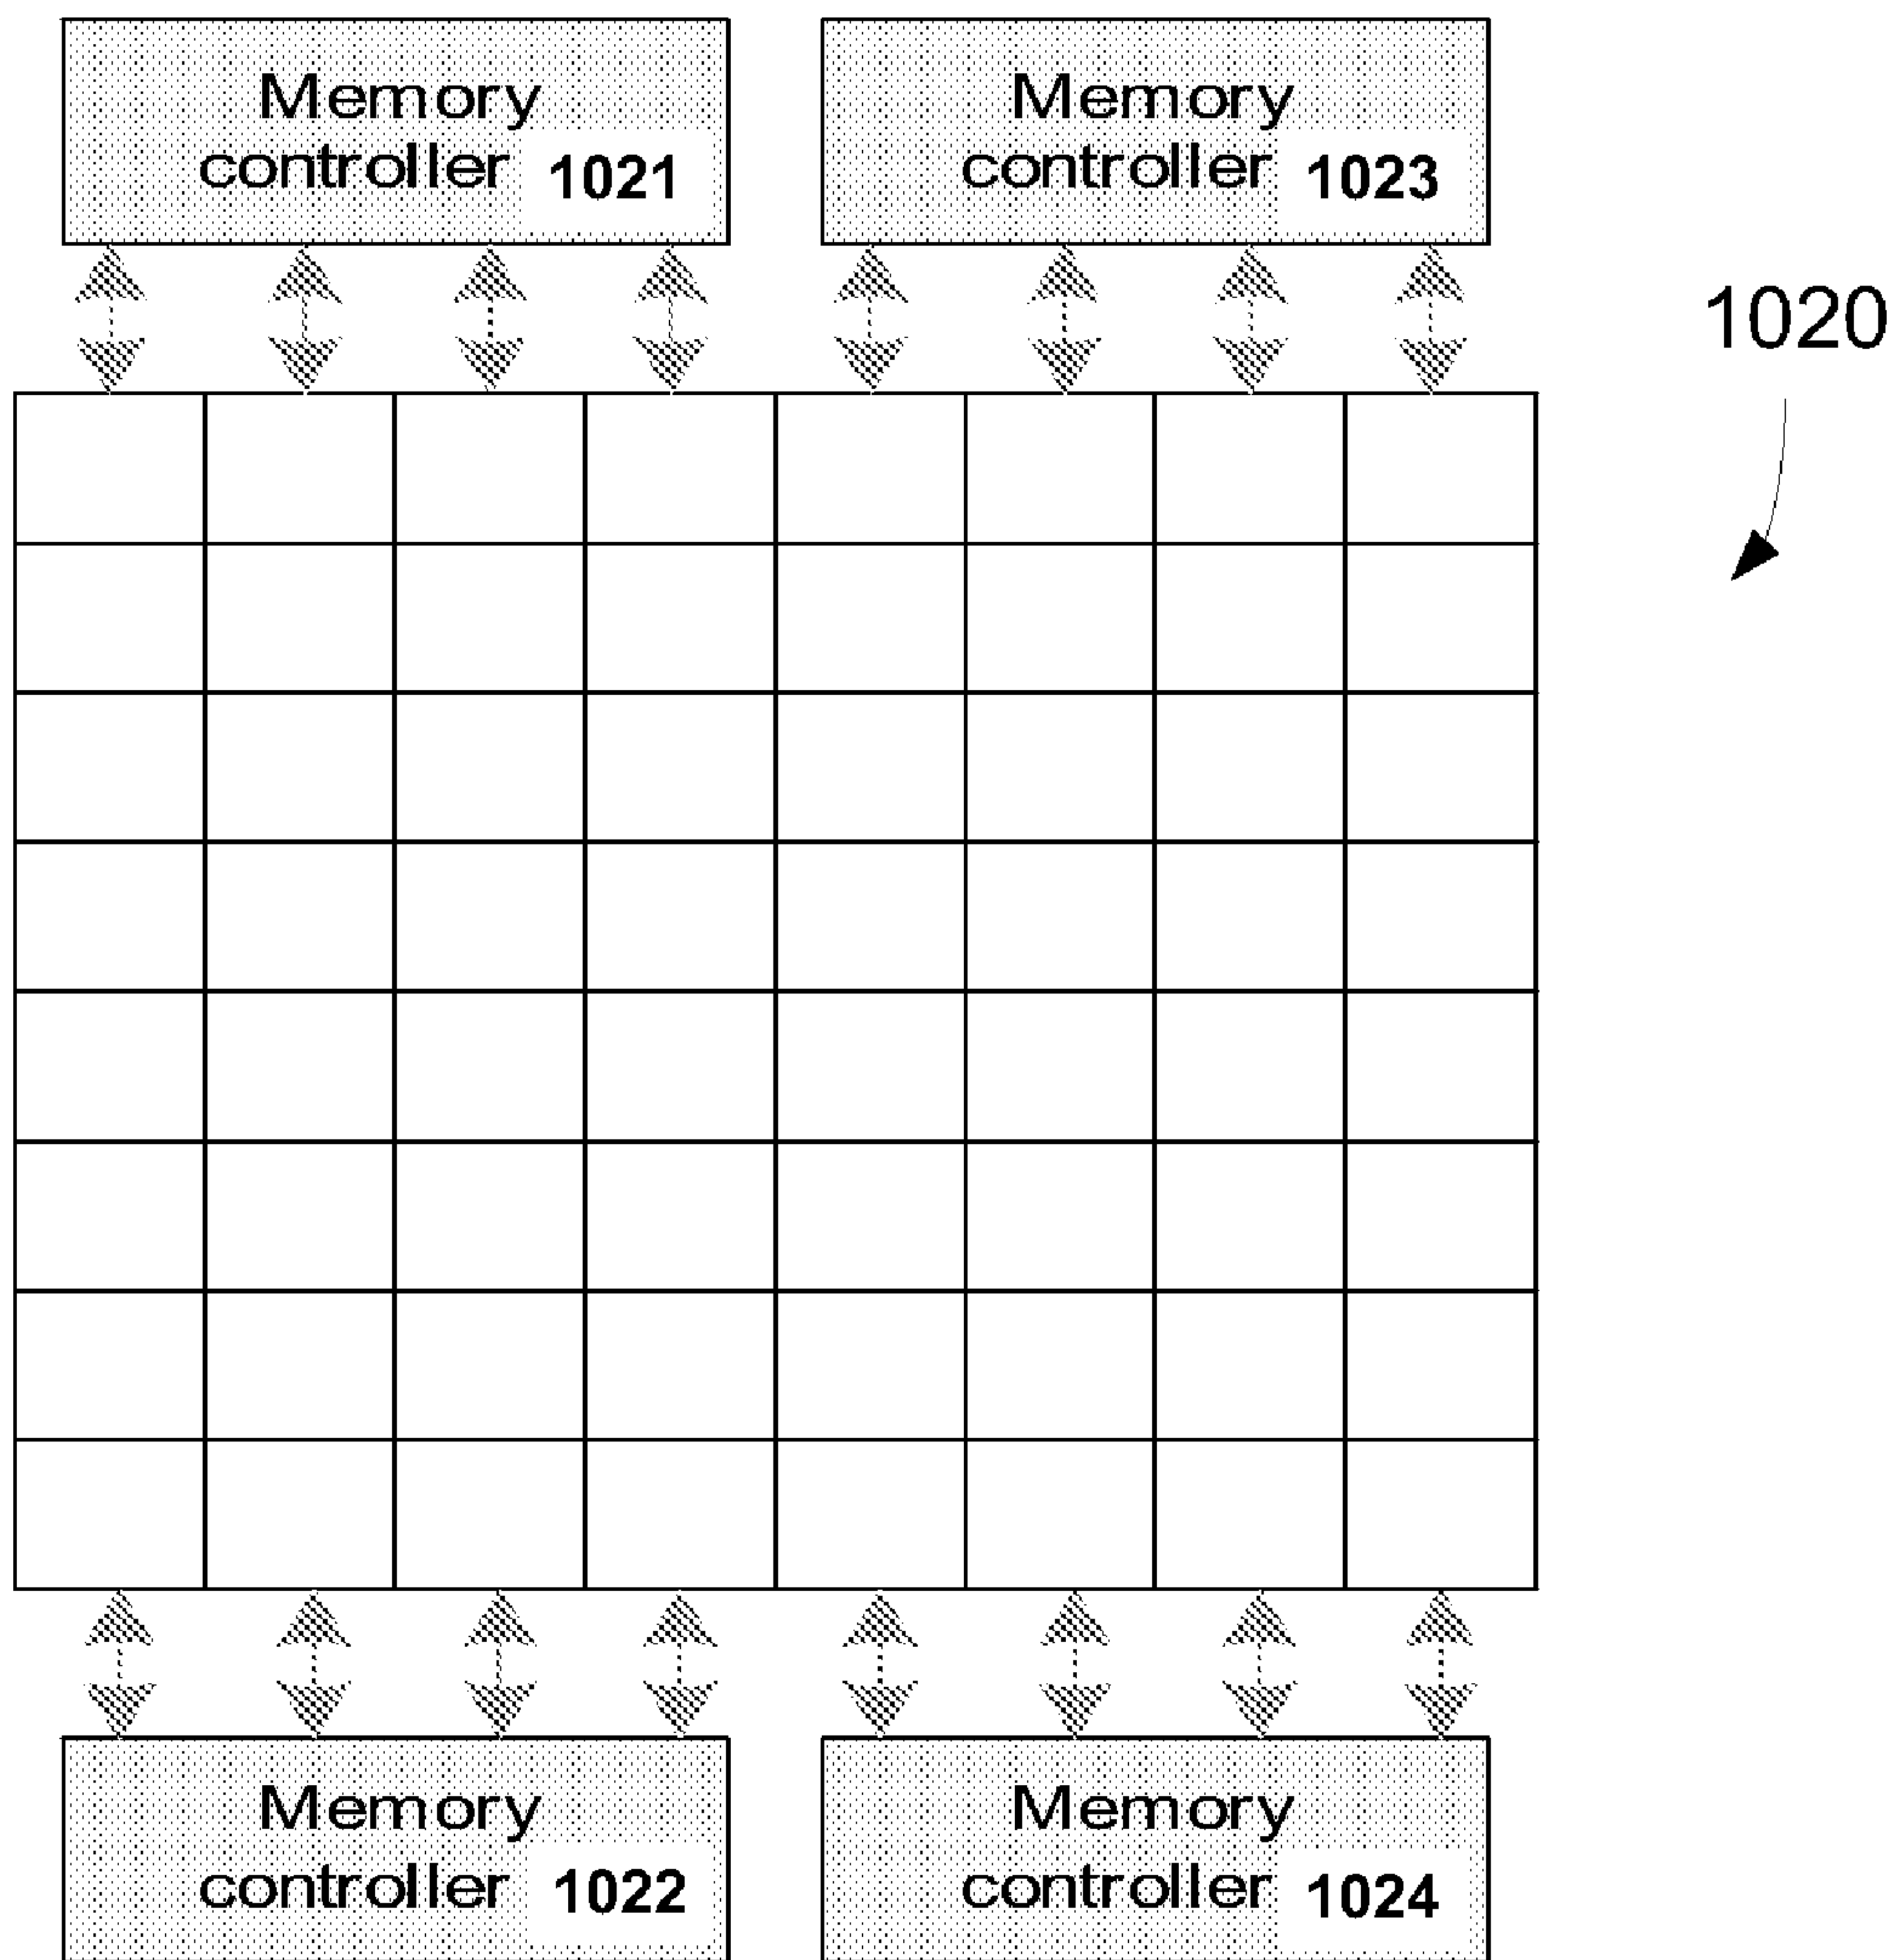 Memory
controller 1021
Memory
controller 1023
1020
Memory
controller 1022
Memory
controller 1024